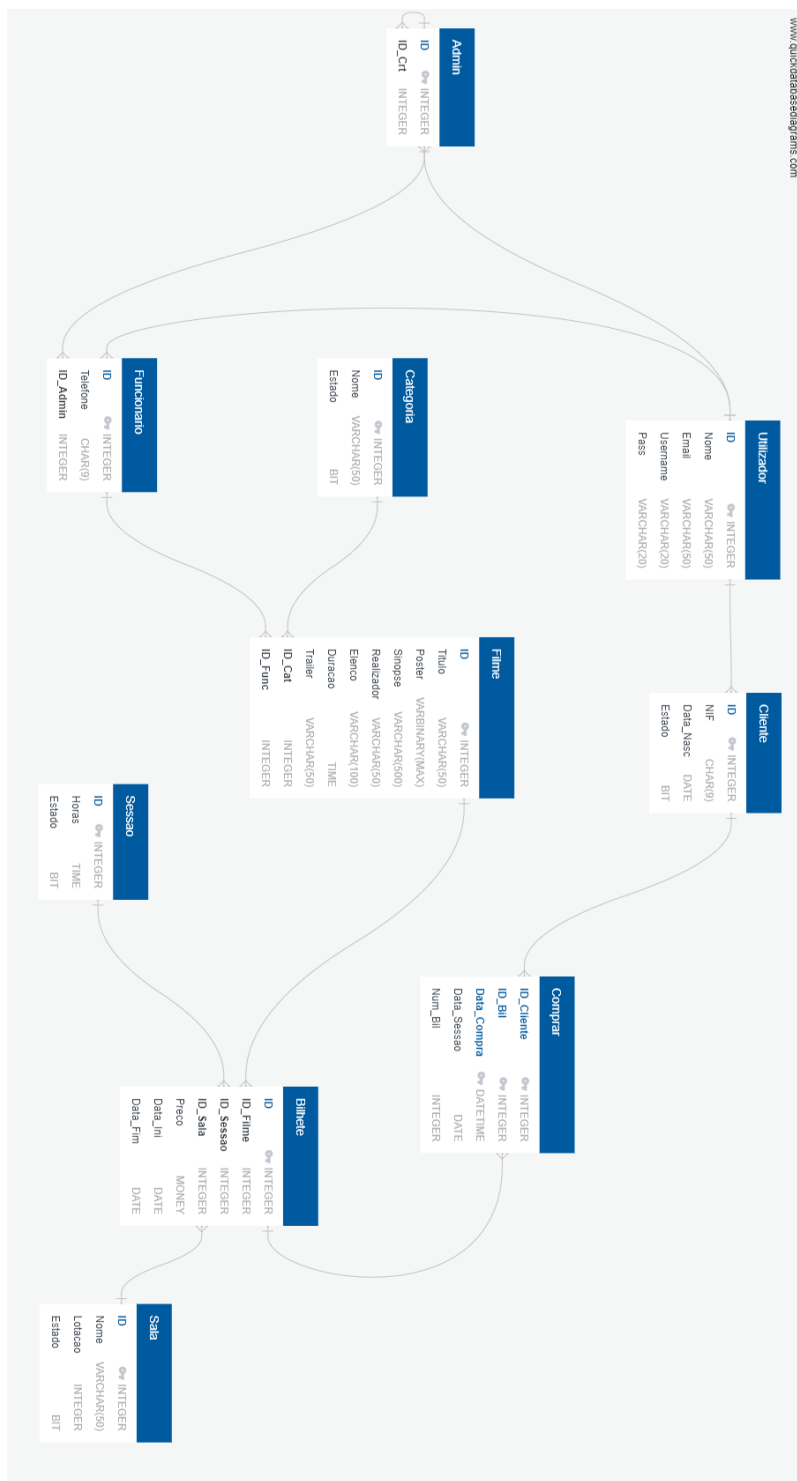 www.quickdatabasediagrams.com
Admin
ID INTEGER
ID_Crt INTEGER
Utilizador
ID INTEGER
Nome VARCHAR(50)
Email VARCHAR(50)
Username VARCHAR(20)
Pass VARCHAR(20)
Categoria
ID INTEGER
Nome VARCHAR(50)
Estado BIT
Funcionario
ID INTEGER
Telefone CHAR(9)
ID_Admin INTEGER
Cliente
ID INTEGER
NIF CHAR(9)
Data_Nasc DATE
Estado BIT
Filme
ID INTEGER
Titulo VARCHAR(50)
Poster VARBINARY(MAX)
Sinopse VARCHAR(500)
Realizador VARCHAR(50)
Elenco VARCHAR(100)
Duracao TIME
Trailer VARCHAR(50)
ID_Cat INTEGER
ID_Func INTEGER
Sessao
ID INTEGER
Horas TIME
Estado BIT
Comprar
ID_Cliente INTEGER
ID_Bil INTEGER
Data_Compra DATETIME
Data_Sessao DATE
Num_Bil INTEGER
Bilhete
ID INTEGER
ID_Filme INTEGER
ID_Sessao INTEGER
ID_Sala INTEGER
Preco MONEY
Data_Ini DATE
Data_Fim DATE
Sala
ID INTEGER
Nome VARCHAR(50)
Lotacao INTEGER
Estado BIT